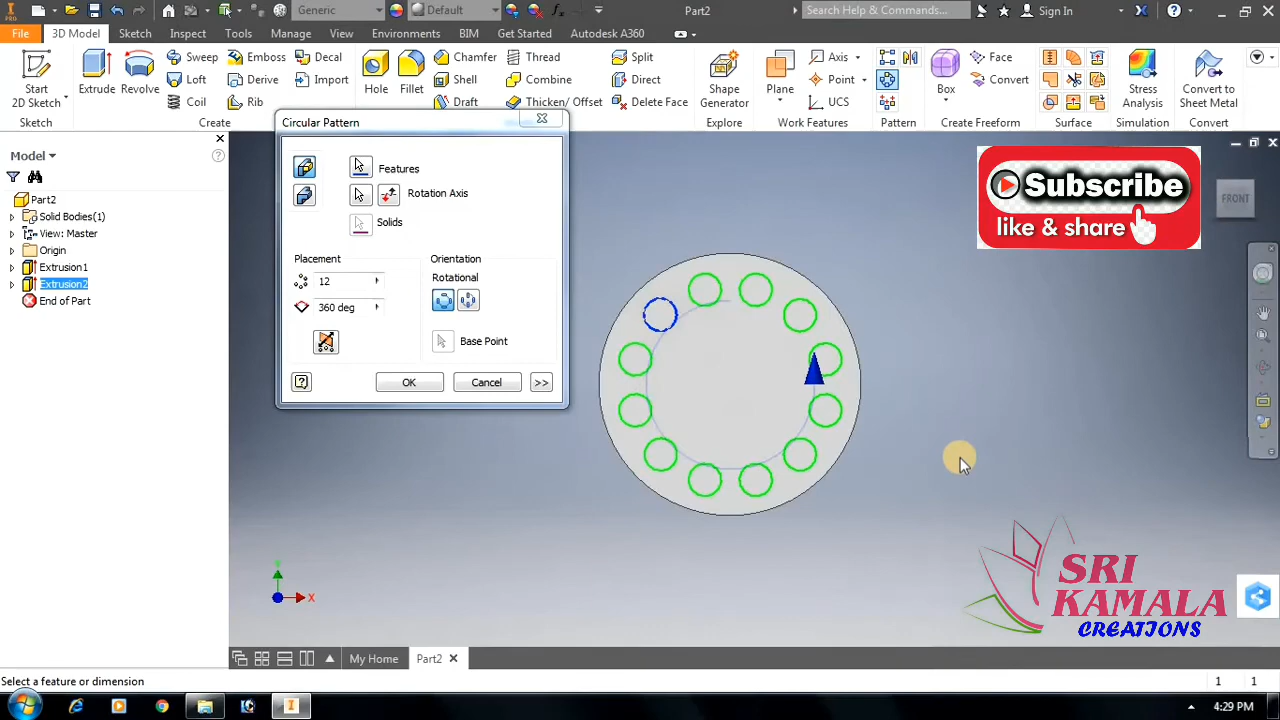 Generic
Default
Part2
Search Help & Commands...
Sign In
PRO
File
3D Model
Sketch
Inspect
Tools
Manage
View
Environments
BIM
Get Started
Autodesk A360
Start
2D Sketch
Sketch
Extrude
Revolve
Sweep
Loft
Coil
Emboss
Derive
Rib
Decal
Import
Create
Hole
Fillet
Chamfer
Shell
Draft
Thread
Combine
Thicken/ Offset
Split
Direct
Delete Face
Shape
Generator
Explore
Plane
Axis
Point
UCS
Work Features
Pattern
Box
Face
Convert
Create Freeform
Surface
Stress
Analysis
Simulation
Convert to
Sheet Metal
Convert
Model
Part2
Solid Bodies(1)
View: Master
Origin
Extrusion1
Extrusion2
End of Part
Circular Pattern
Features
Rotation Axis
Solids
Placement
12
360 deg
Orientation
Rotational
Base Point
OK
Cancel
>>
Subscribe
like & share
FRONT
X
SRI
KAMALA
CREATIONS
My Home
Part2
Select a feature or dimension
1
1
4:29 PM